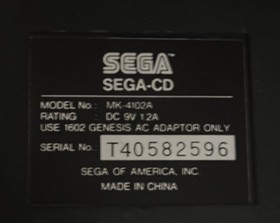 SEGA™
SEGA-CD
MODEL No.: MK-4102A
RATING : DC 9V 1.2A
USE 1602 GENESIS AC ADAPTOR ONLY
SERIAL No.: T40582596
SEGA OF AMERICA, INC.
MADE IN CHINA